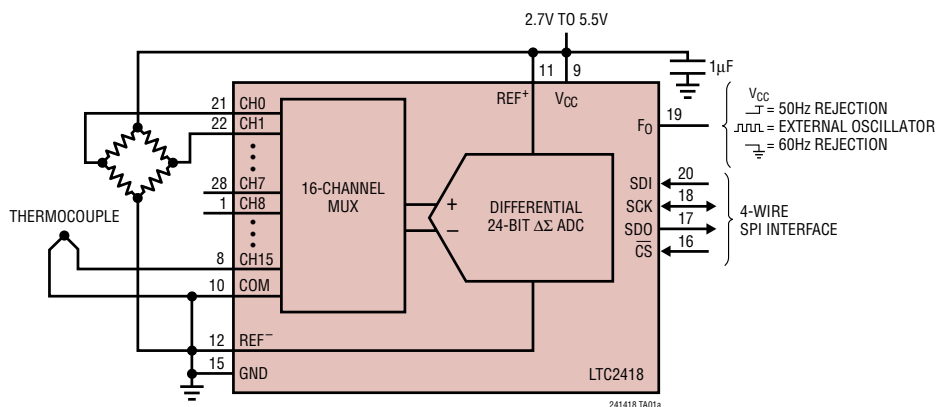 2.7V TO 5.5V
1µF
11
9
REF+
VCC
21
CH0
22
CH1
28
CH7
1
CH8
8
CH15
10
COM
12
REF−
15
GND
THERMOCOUPLE
16-CHANNEL
MUX
+
−
DIFFERENTIAL
24-BIT ΔΣ ADC
FO
19
VCC
= 50Hz REJECTION
= EXTERNAL OSCILLATOR
= 60Hz REJECTION
SDI
20
SCK
18
SDO
17
CS
16
4-WIRE
SPI INTERFACE
LTC2418
241418 TA01a